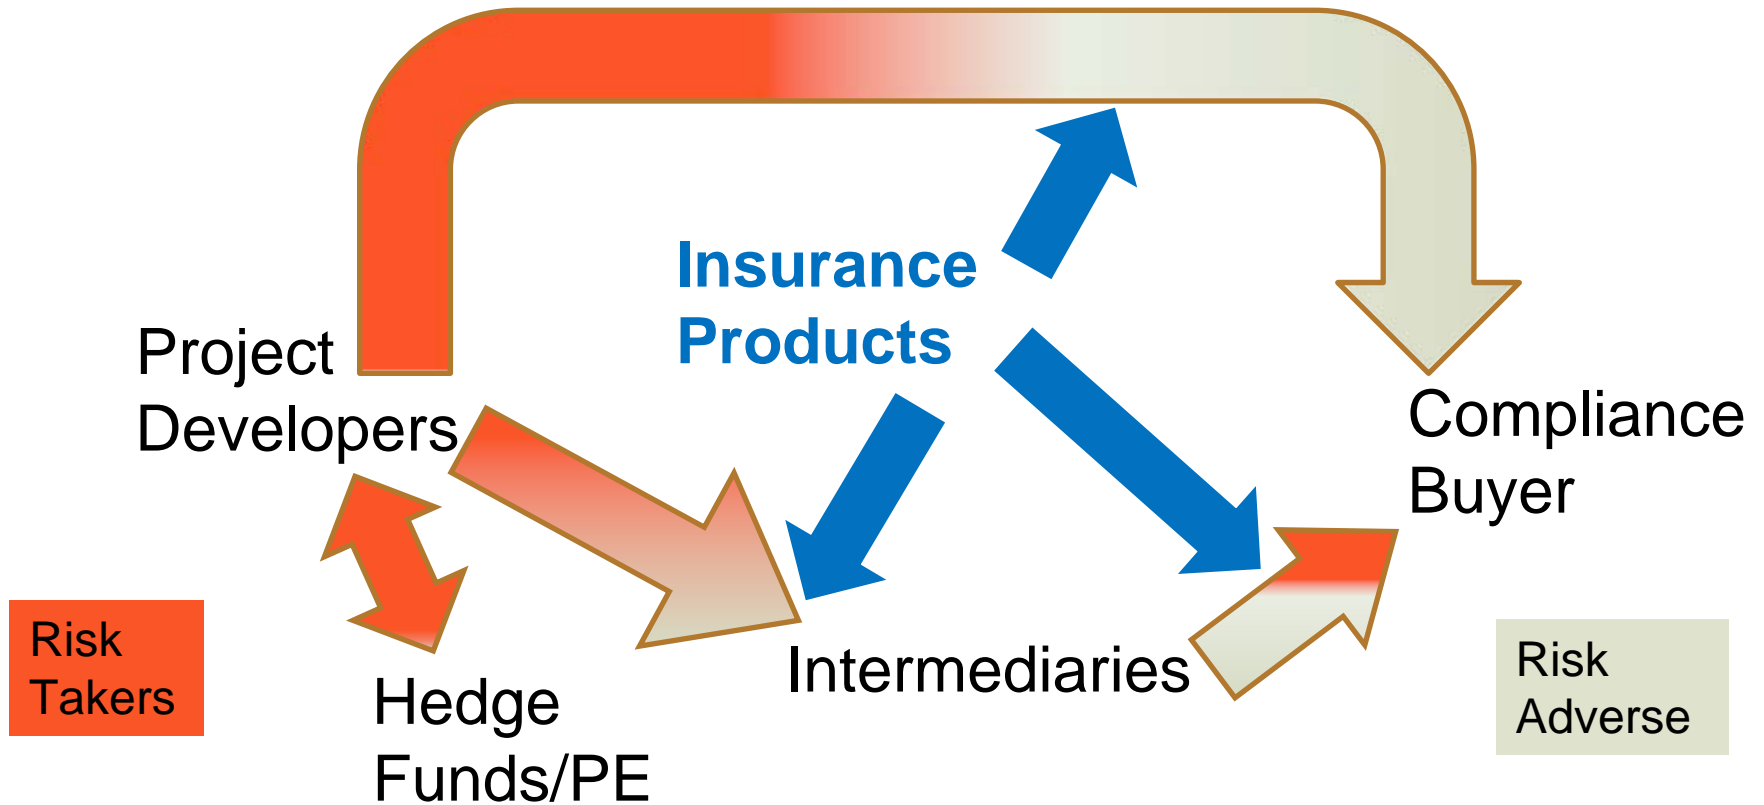 Insurance
Products
Project
Developers
Compliance
Buyer
Risk
Takers
Hedge
Funds/PE
Intermediaries
Risk
Adverse